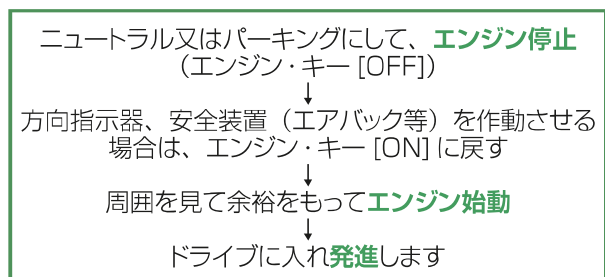 ニュートラル又はパーキングにして、エンジン停止
（エンジン・キー [OFF]）
↓
方向指示器、安全装置（エアバック等）を作動させる
場合は、エンジン・キー [ON] に戻す
↓
周囲を見て余裕をもってエンジン始動
↓
ドライブに入れ発進します